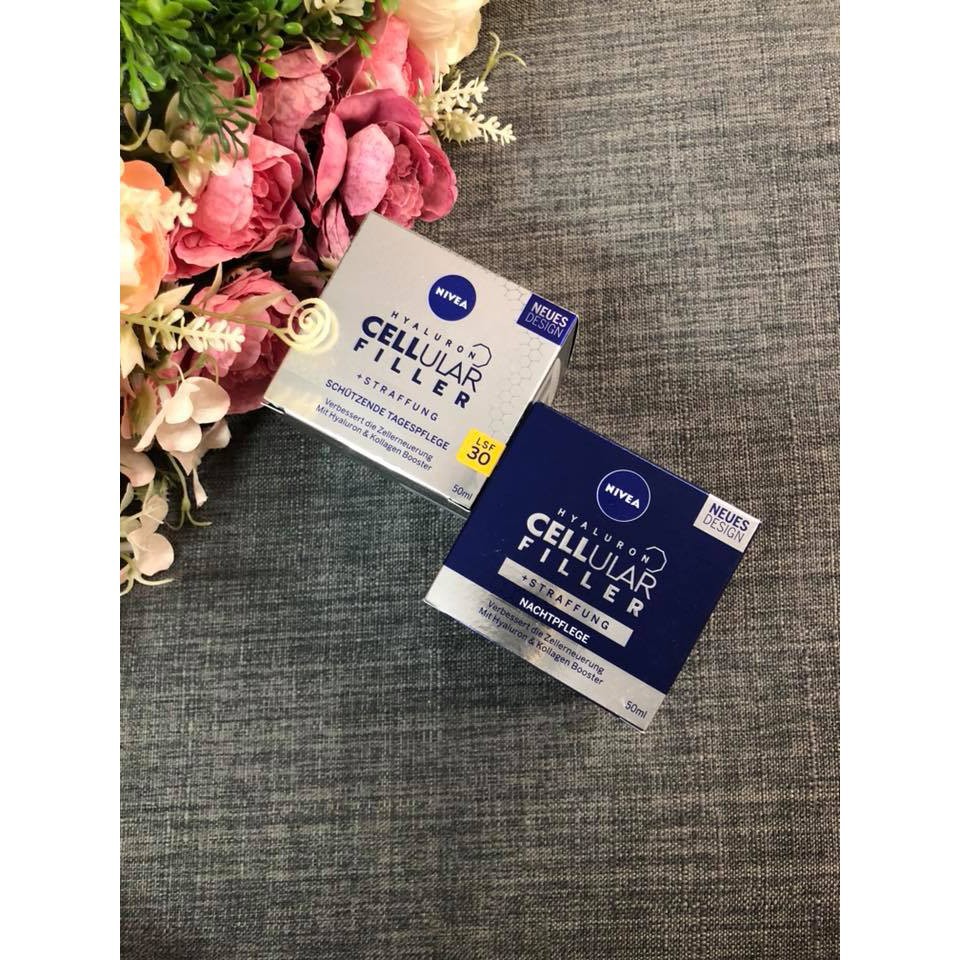 NIVEA
NEUES
DESIGN
HYALURON
CELLULAR
FILLER
+STRAFFUNG
SCHÜTZENDE TAGESPFLEGE
Verbessert die Zellerneuerung
Mit Hyaluron & Kollagen Booster
LSF
30
50ml
NIVEA
NEUES
DESIGN
HYALURON
CELLULAR
FILLER
+STRAFFUNG
NACHTPFLEGE
Verbessert die Zellerneuerung
Mit Hyaluron & Kollagen Booster
50ml